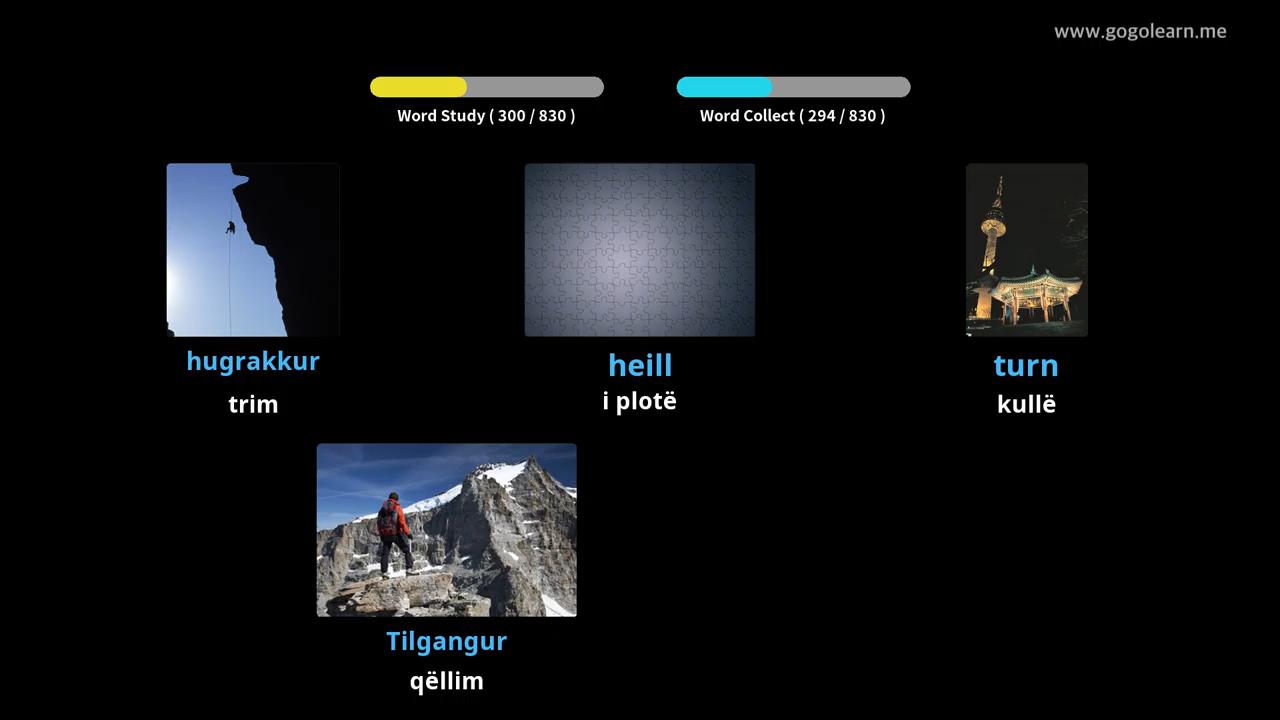 www.gogolearn.me
Word Study ( 300 / 830 )
Word Collect ( 294 / 830 )
hugrakkur
trim
heill
i plotë
turn
kullë
Tilgangur
qëllim